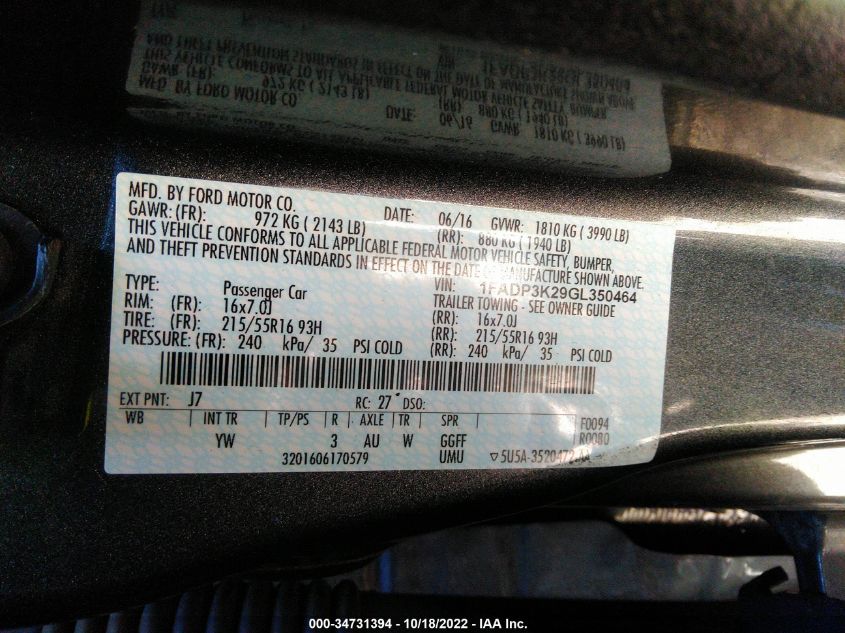 MFD. BY FORD MOTOR CO.
DATE: 06/16 GVWR: 1810 KG ( 3990 LB)
GAWR: (FR): 972 KG ( 2143 LB) (RR): 880 KG ( 1940 LB)
THIS VEHICLE CONFORMS TO ALL APPLICABLE FEDERAL MOTOR VEHICLE SAFETY, BUMPER,
AND THEFT PREVENTION STANDARDS IN EFFECT ON THE DATE OF MANUFACTURE SHOWN ABOVE.
VIN: 1FADP3K29GL350464
TYPE: Passenger Car TRAILER TOWING - SEE OWNER GUIDE
RIM: (FR): 16x7.0J (RR): 16x7.0J
TIRE: (FR): 215/55R16 93H (RR): 215/55R16 93H
PRESSURE: (FR): 240 kPa/ 35 PSI COLD (RR): 240 kPa/ 35 PSI COLD
EXT PNT: J7 RC: 27 DSO:
WB INT TR TP/PS R AXLE TR SPR F0094
YW 3 AU W GGFF R0080
3201606170579 UMU
000-34731394 - 10/18/2022 - IAA Inc.